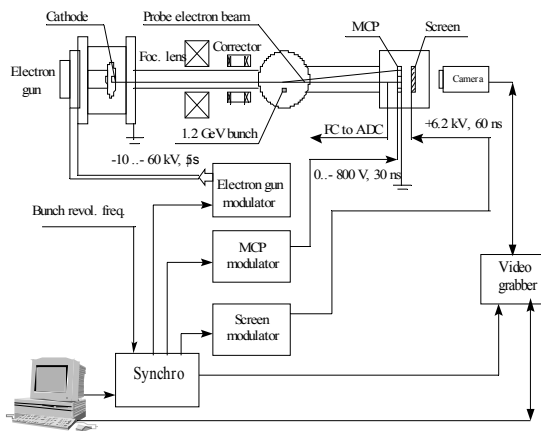 Cathode
Probe electron beam
MCP
Screen
Foc. lens
Corrector
Electron
gun
Camera
1.2 GeV bunch
FC to ADC
+6.2 kV, 60 ns
-10 ..- 60 kV, 5s
0..- 800 V, 30 ns
Electron gun
modulator
Bunch revol. freq.
MCP
modulator
Video
grabber
Screen
modulator
Synchro